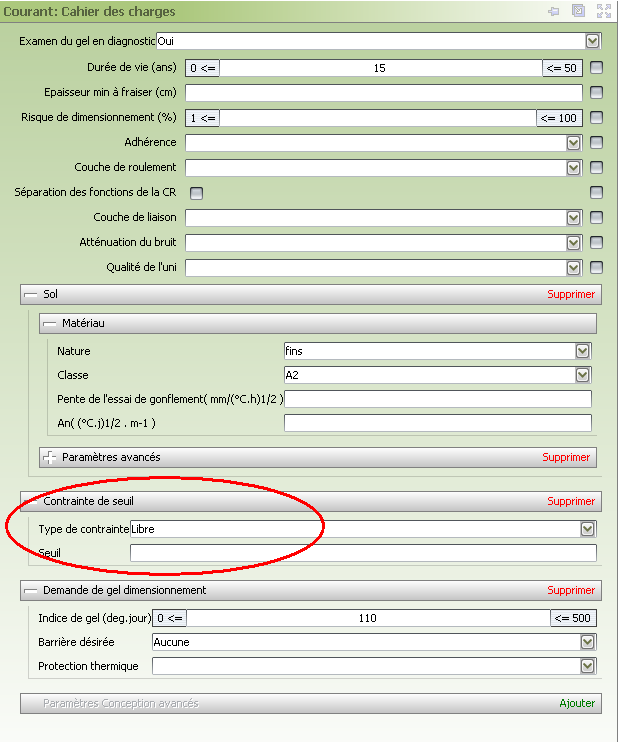 Courant: Cahier des charges
Examen du gel en diagnostic Oui
Durée de vie (ans) 0 <= 15 <= 50
Epaisseur min à fraiser (cm)
Risque de dimensionnement (%) 1 <= <= 100
Adhérence
Couche de roulement
Séparation des fonctions de la CR
Couche de liaison
Atténuation du bruit
Qualité de l'uni
Sol Supprimer
Matériau
Nature fins
Classe A2
Pente de l'essai de gonflement( mm/(°C.h)1/2 )
An( (°C.j)1/2 . m-1 )
Paramètres avancés Supprimer
Contrainte de seuil Supprimer
Type de contrainte Libre
Seuil
Demande de gel dimensionnement Supprimer
Indice de gel (deg.jour) 0 <= 110 <= 500
Barrière désirée Aucune
Protection thermique
Paramètres Conception avancés Ajouter